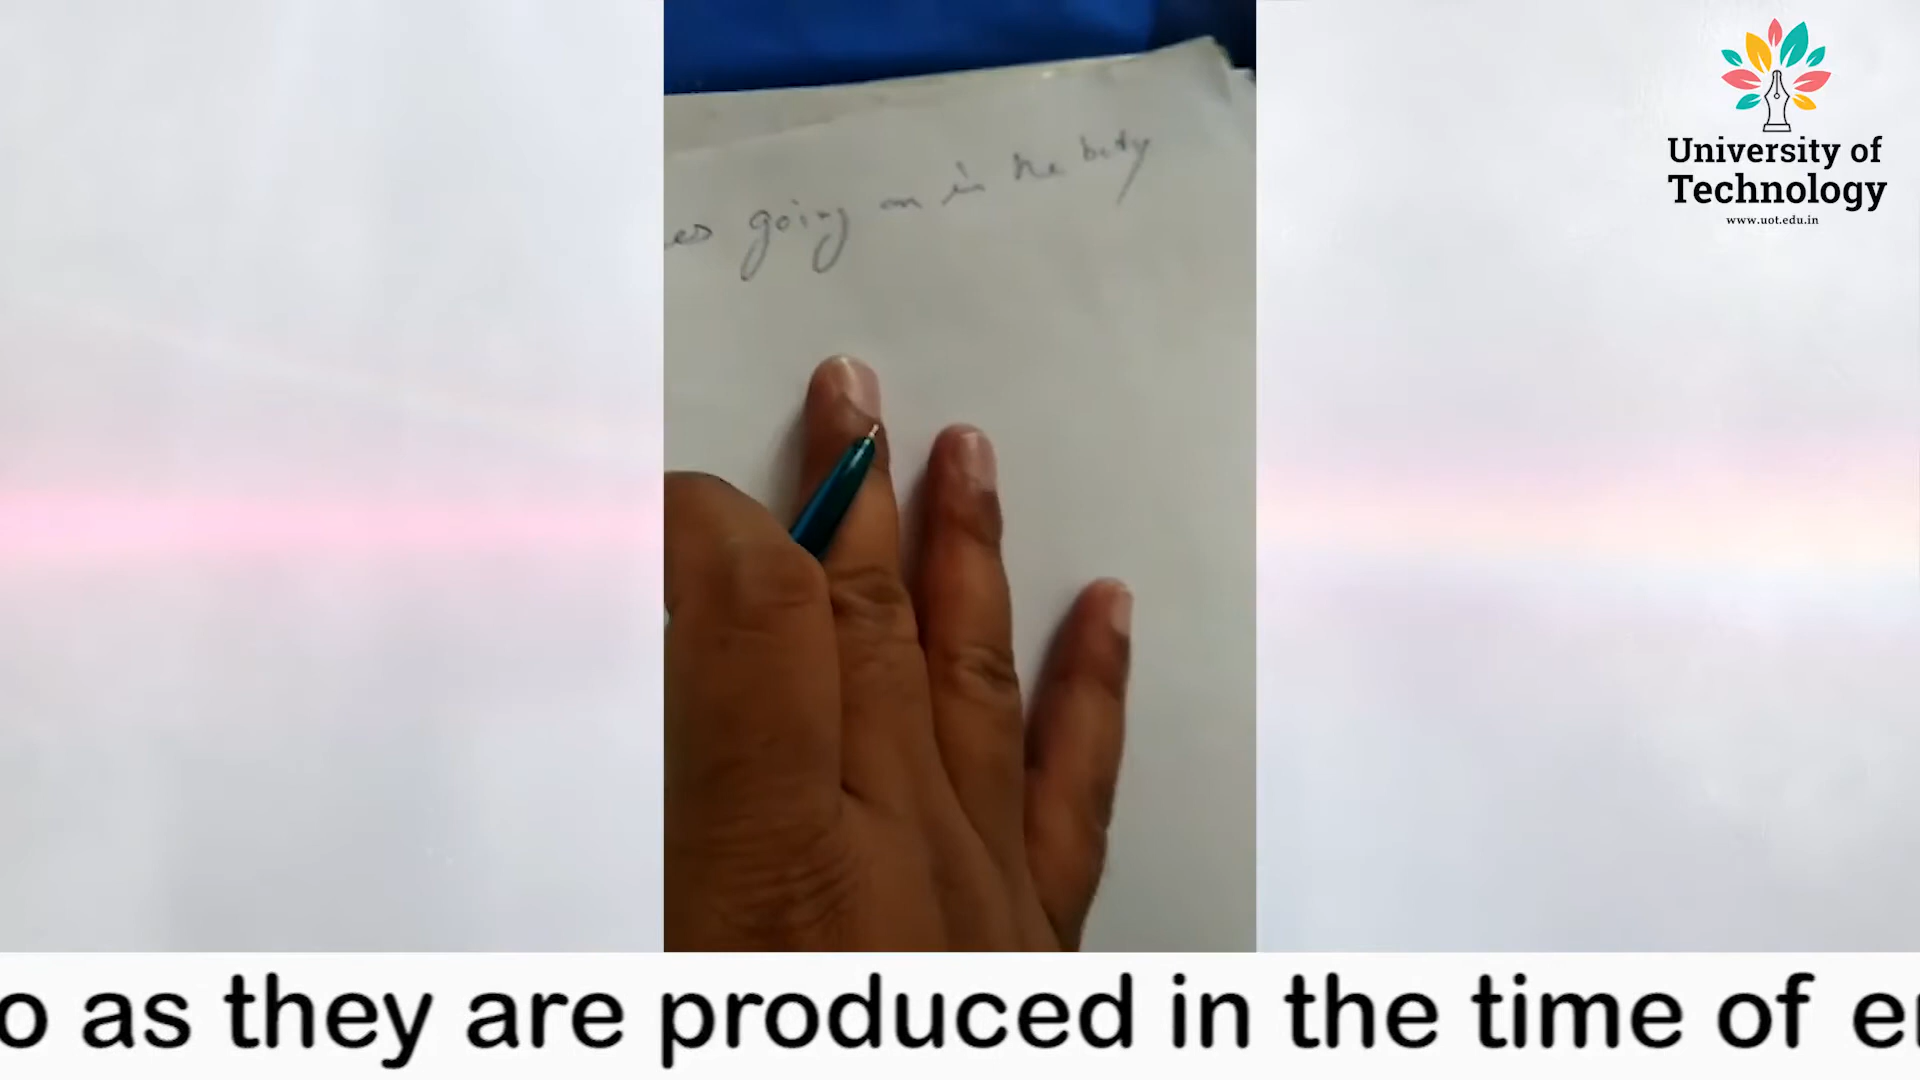 University of
Technology
www.uot.edu.in
es going on in the body
o as they are produced in the time of e